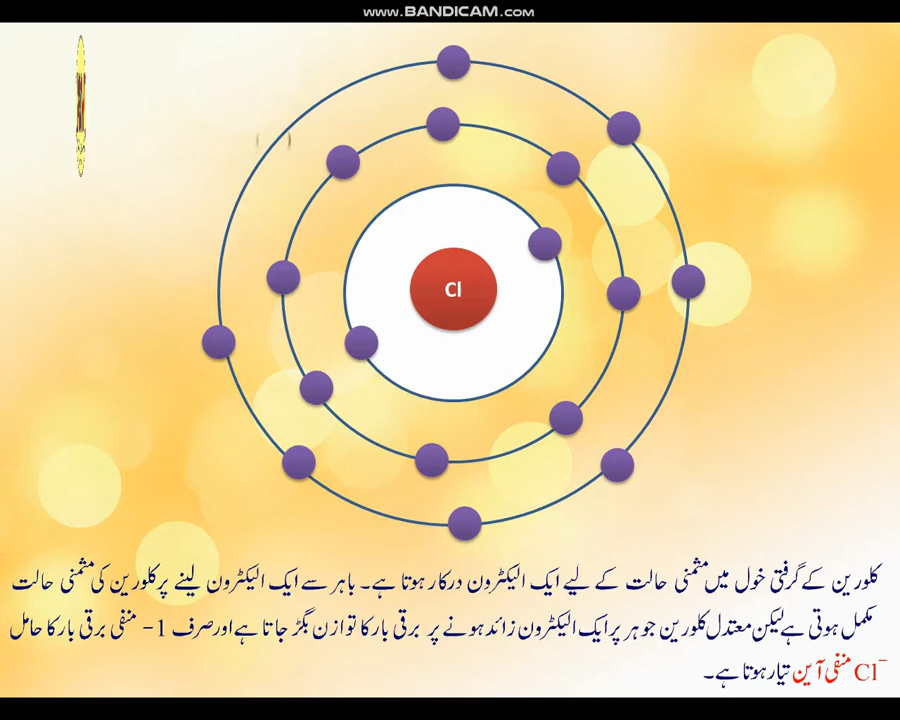 www.BANDICAM.com
Cl
کلورین کے گرفتی خول میں مثمنی حالت کے لیے ایک الیکٹرون درکار ہوتا ہے۔ باہر سے ایک الیکٹرون لینے پر کلورین کی مثمنی حالت
مکمل ہوتی ہے لیکن معتدل کلورین جوہر پر ایک الیکٹرون زائد ہونے پر برقی بار کا توازن بگڑ جاتا ہے اور صرف 1- منفی برقی بار کا حامل
Cl⁻ منفی آین تیار ہوتا ہے۔